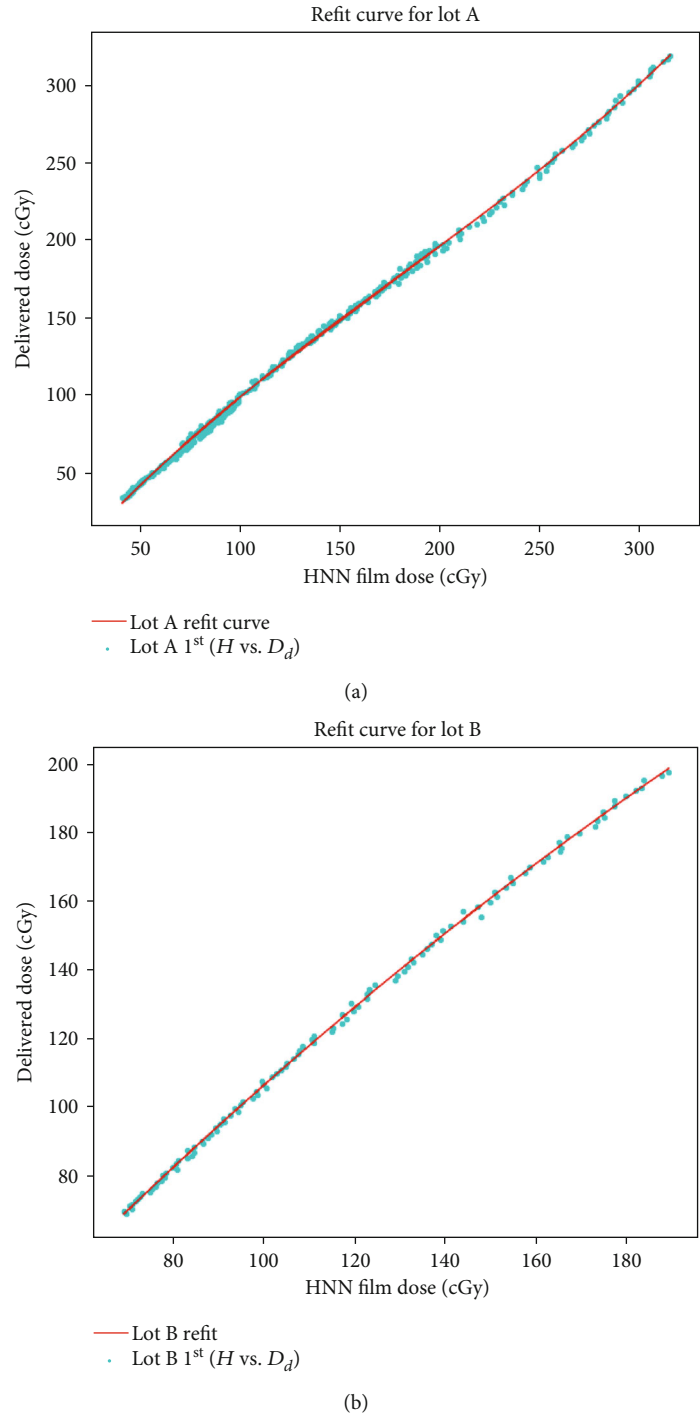 Refit curve for lot A
300
250
200
150
100
50
Delivered dose (cGy)
50 100 150 200 250 300
HNN film dose (cGy)
Lot A refit curve
Lot A 1st (H vs. Dd)
(a)
Refit curve for lot B
200
180
160
140
120
100
80
Delivered dose (cGy)
80 100 120 140 160 180
HNN film dose (cGy)
Lot B refit
Lot B 1st (H vs. Dd)
(b)